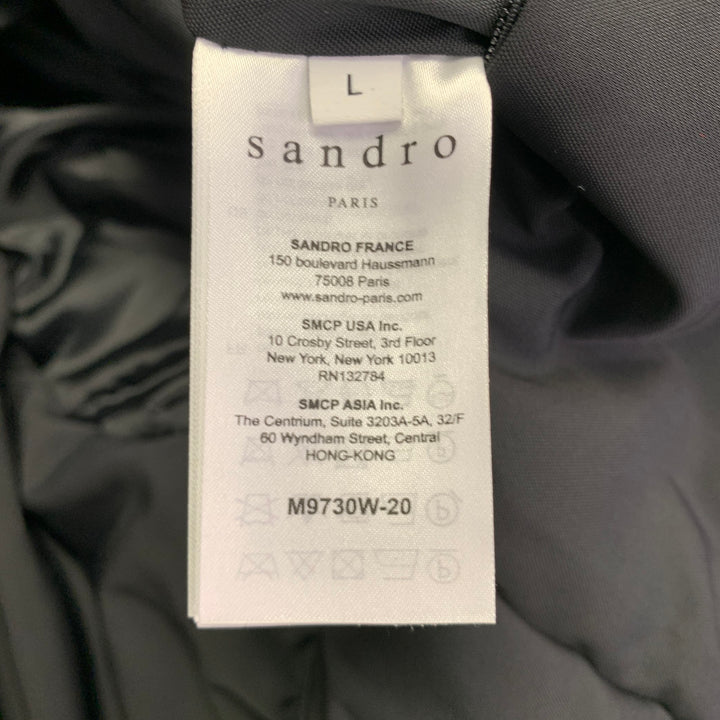 L
sandro
PARIS
SANDRO FRANCE
150 boulevard Haussmann
75008 Paris
www.sandro-paris.com
SMCP USA Inc.
10 Crosby Street, 3rd Floor
New York, New York 10013
RN132784
SMCP ASIA Inc.
The Centrium, Suite 3203A-5A, 32/F
60 Wyndham Street, Central
HONG-KONG
M9730W-20